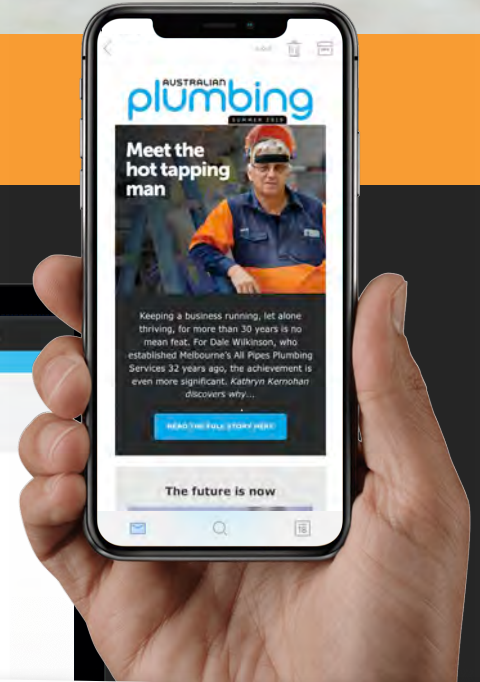 AUSTRALIAN
plumbing
SUMMER 2019
Meet the
hot tapping
man
Keeping a business running, let alone
thriving, for more than 30 years is no
mean feat. For Dale Wilkinson, who
established Melbourne's All Pipes Plumbing
Services 32 years ago, the achievement is
even more significant. Kathryn Kernohan
discovers why...
READ THE FULL STORY HERE
The future is now